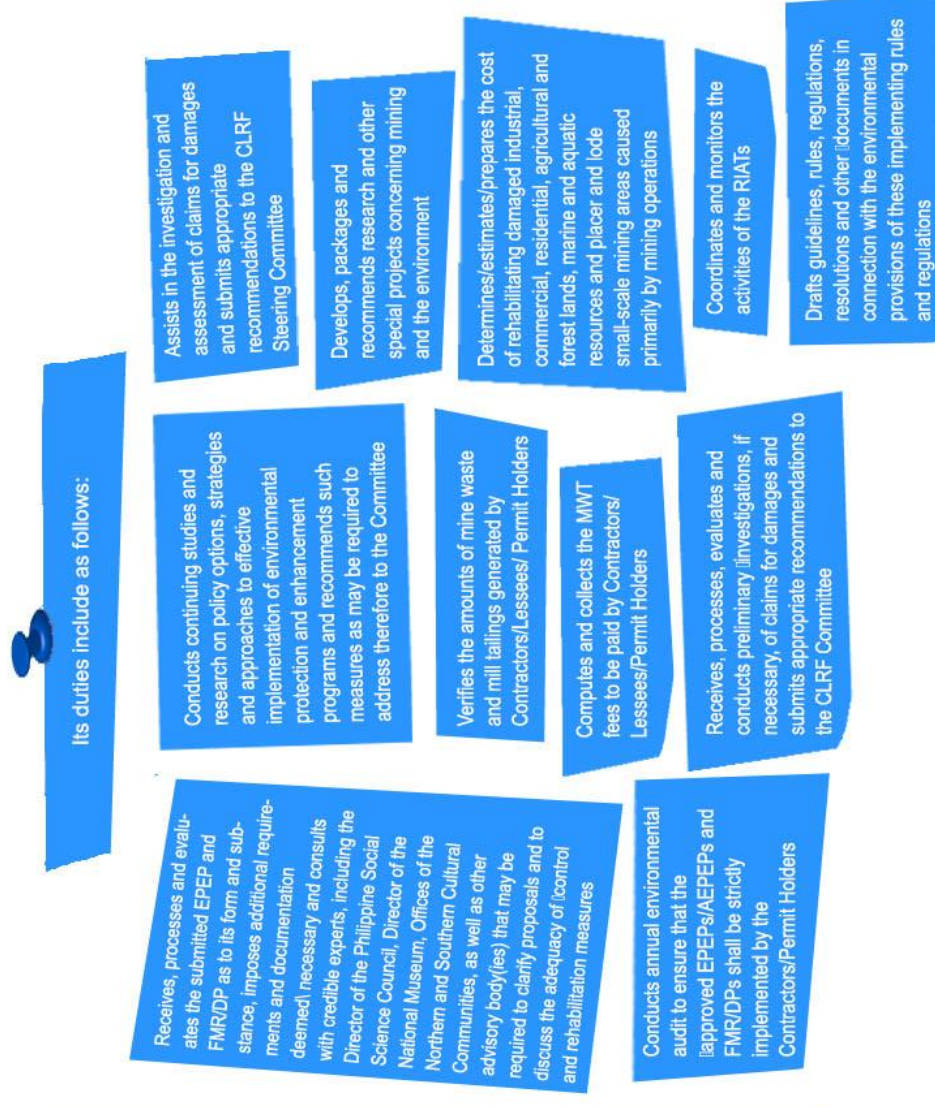 Its duties include as follows:
Receives, processes and evalu-
ates the submitted EPEP and
FMR/DP as to its form and sub-
stance, imposes additional require-
ments and documentation
deemed\ necessary and consults
with credible experts, including the
Director of the Philippine Social
Science Council, Director of the
National Museum, Offices of the
Northern and Southern Cultural
Communities, as well as other
advisory body(ies) that may be
required to clarify proposals and to
discuss the adequacy of control
and rehabilitation measures
Conducts annual environmental
audit to ensure that the
approved EPEPs/AEPEPs and
FMR/DPs shall be strictly
implemented by the
Contractors/Permit Holders
Conducts continuing studies and
research on policy options, strategies
and approaches to effective
implementation of environmental
protection and enhancement
programs and recommends such
measures as may be required to
address therefore to the Committee
Verifies the amounts of mine waste
and mill tailings generated by
Contractors/Lessees/ Permit Holders
Computes and collects the MWT
fees to be paid by Contractors/
Lessees/Permit Holders
Receives, processes, evaluates and
conducts preliminary investigations, if
necessary, of claims for damages and
submits appropriate recommendations to
the CLRF Committee
Assists in the investigation and
assessment of claims for damages
and submits appropriate
recommendations to the CLRF
Steering Committee
Develops, packages and
recommends research and other
special projects concerning mining
and the environment
Determines/estimates/prepares the cost
of rehabilitating damaged industrial,
commercial, residential, agricultural and
forest lands, marine and aquatic
resources and placer and lode
small-scale mining areas caused
primarily by mining operations
Coordinates and monitors the
activities of the RIATs
Drafts guidelines, rules, regulations,
resolutions and other documents in
connection with the environmental
provisions of these implementing rules
and regulations